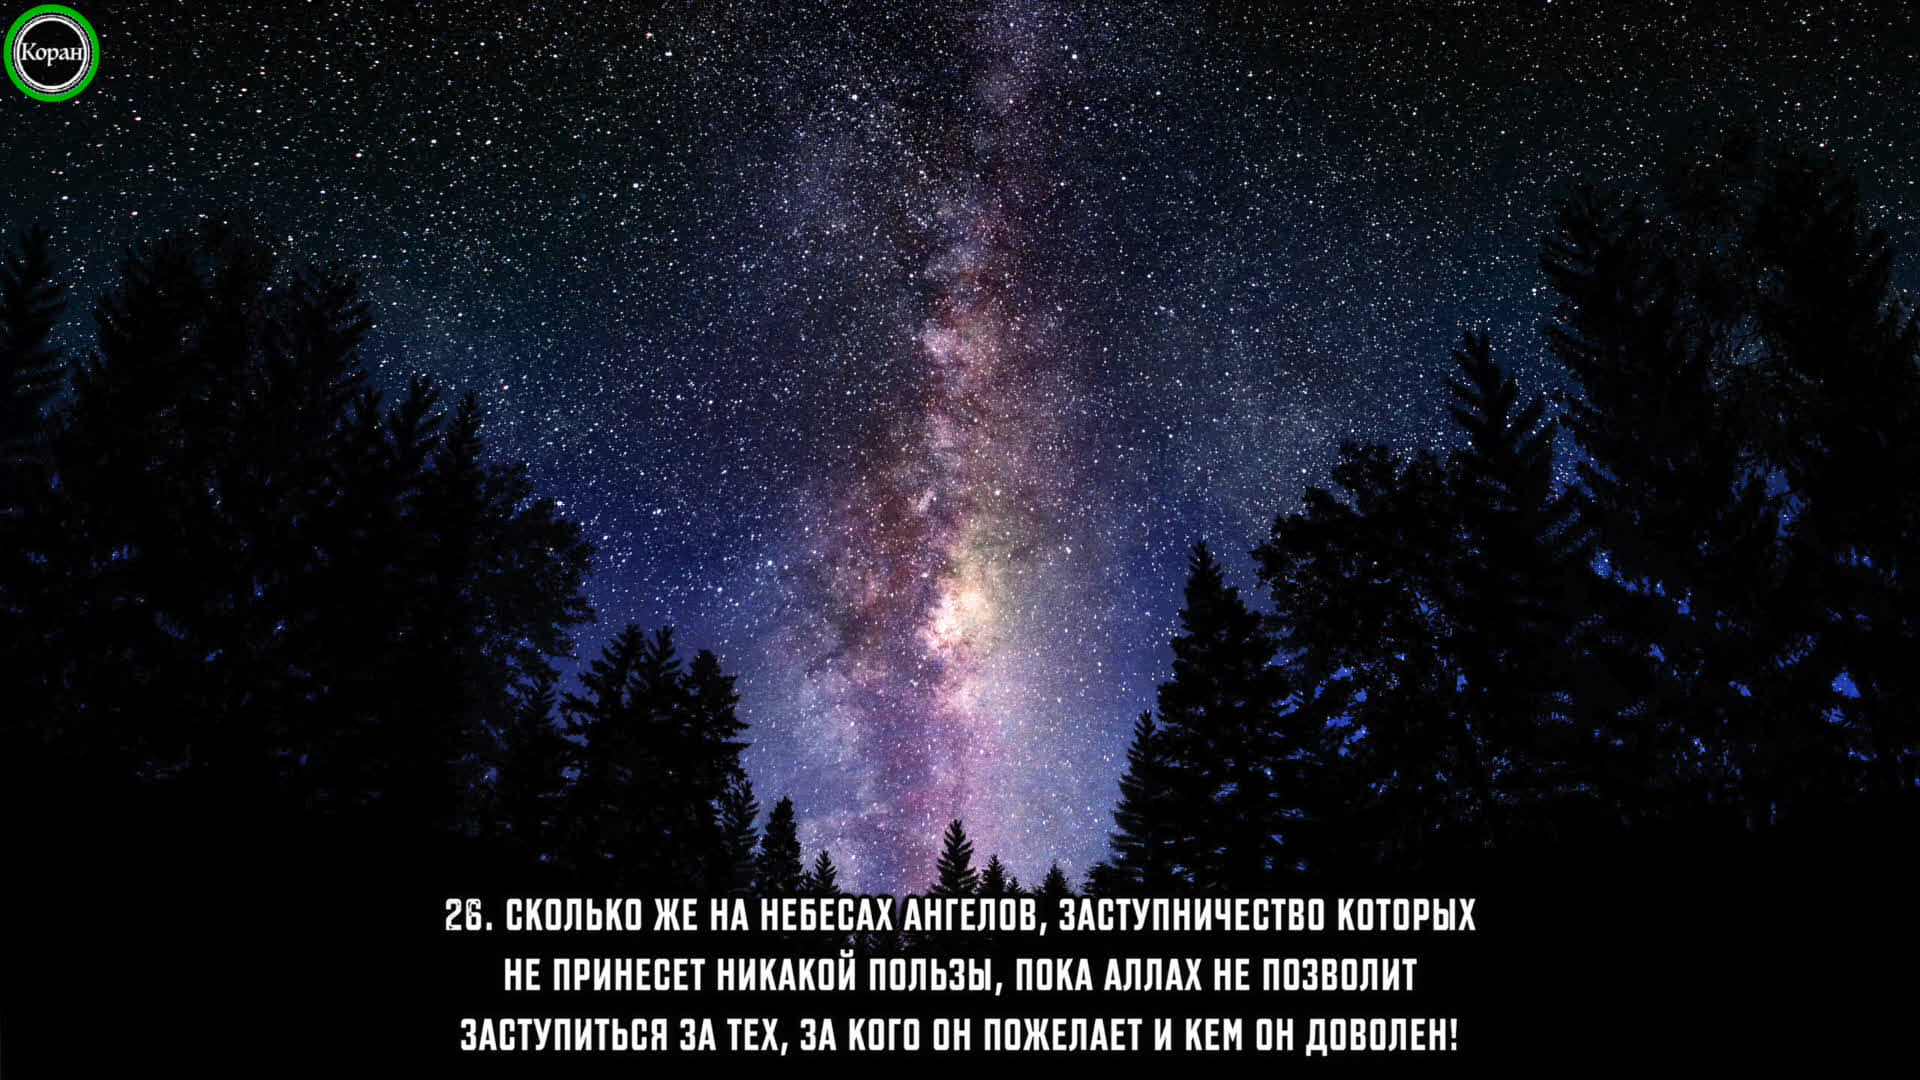 Коран
26. СКОЛЬКО ЖЕ НА НЕБЕСАХ АНГЕЛОВ, ЗАСТУПНИЧЕСТВО КОТОРЫХ
НЕ ПРИНЕСЕТ НИКАКОЙ ПОЛЬЗЫ, ПОКА АЛЛАХ НЕ ПОЗВОЛИТ
ЗАСТУПИТЬСЯ ЗА ТЕХ, ЗА КОГО ОН ПОЖЕЛАЕТ И КЕМ ОН ДОВОЛЕН!